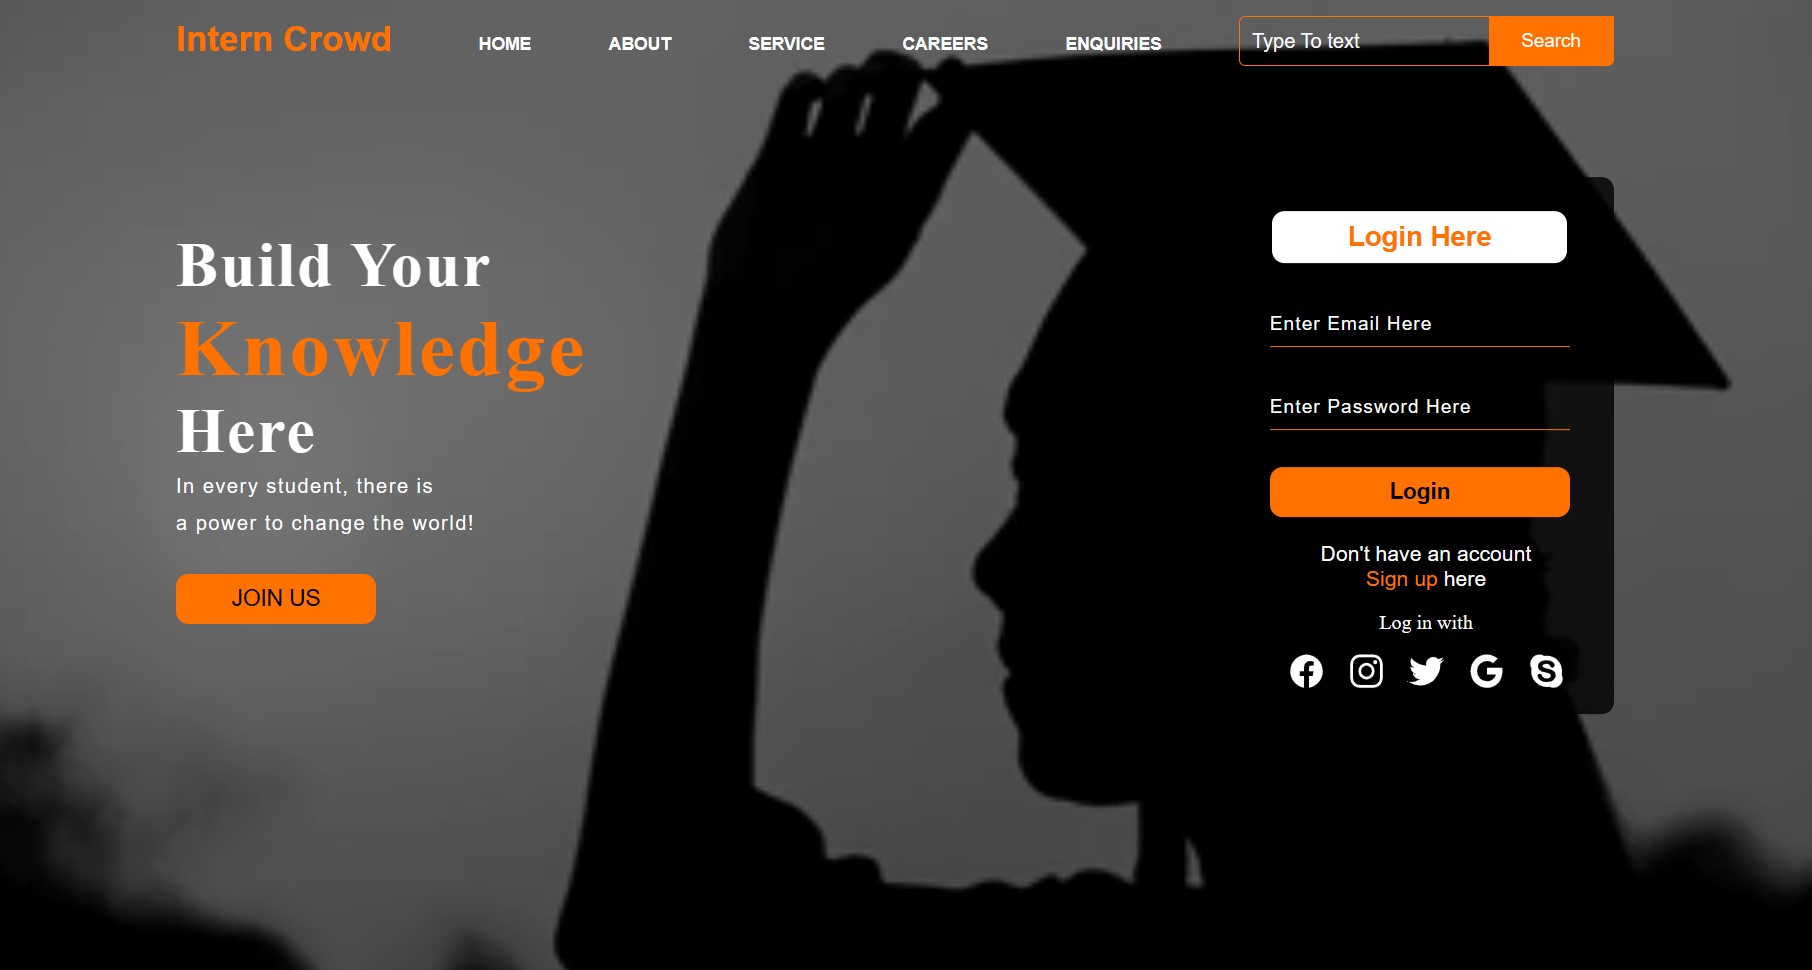 Intern Crowd
HOME ABOUT SERVICE CAREERS ENQUIRIES
Type To text Search
Build Your
Knowledge
Here
In every student, there is
a power to change the world!
JOIN US
Login Here
Enter Email Here
Enter Password Here
Login
Don't have an account
Sign up here
Log in with